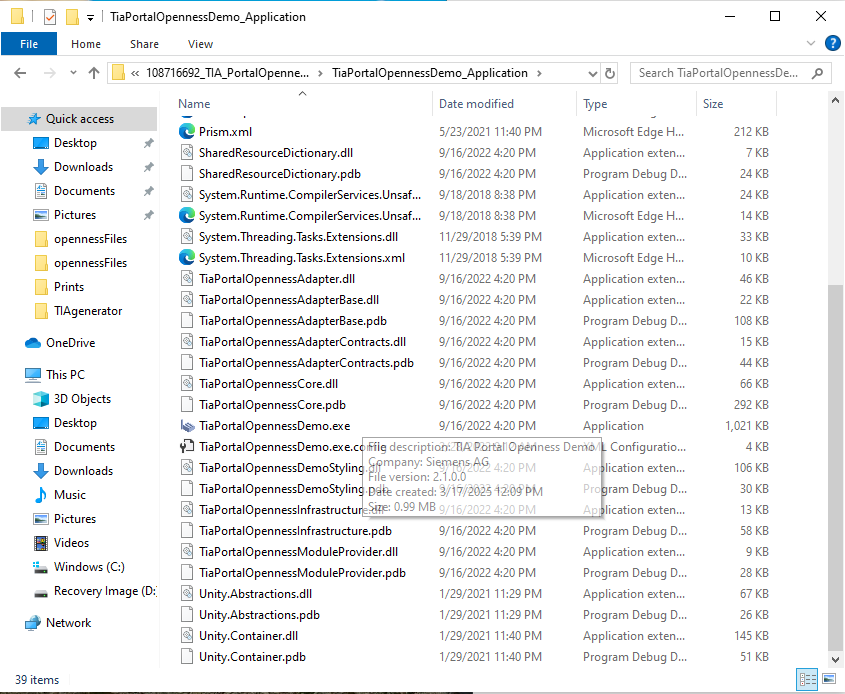 TiaPortalOpennessDemo_Application
File Home Share View
« 108716692_TIA_PortalOpenne... > TiaPortalOpennessDemo_Application >
Search TiaPortalOpennessDe...
Quick access
Desktop
Downloads
Documents
Pictures
opennessFiles
opennessFiles
Prints
TIAgenerator
OneDrive
This PC
3D Objects
Desktop
Documents
Downloads
Music
Pictures
Videos
Windows (C:)
Recovery Image (D:)
Network
Name Date modified Type Size
Prism.xml 5/23/2021 11:40 PM Microsoft Edge H... 212 KB
SharedResourceDictionary.dll 9/16/2022 4:20 PM Application exten... 7 KB
SharedResourceDictionary.pdb 9/16/2022 4:20 PM Program Debug D... 24 KB
System.Runtime.CompilerServices.Unsaf... 9/18/2018 8:38 PM Application exten... 24 KB
System.Runtime.CompilerServices.Unsaf... 9/18/2018 8:38 PM Microsoft Edge H... 14 KB
System.Threading.Tasks.Extensions.dll 11/29/2018 5:39 PM Application exten... 33 KB
System.Threading.Tasks.Extensions.xml 11/29/2018 5:39 PM Microsoft Edge H... 10 KB
TiaPortalOpennessAdapter.dll 9/16/2022 4:20 PM Application exten... 46 KB
TiaPortalOpennessAdapterBase.dll 9/16/2022 4:20 PM Application exten... 22 KB
TiaPortalOpennessAdapterBase.pdb 9/16/2022 4:20 PM Program Debug D... 108 KB
TiaPortalOpennessAdapterContracts.dll 9/16/2022 4:20 PM Application exten... 15 KB
TiaPortalOpennessAdapterContracts.pdb 9/16/2022 4:20 PM Program Debug D... 44 KB
TiaPortalOpennessCore.dll 9/16/2022 4:20 PM Application exten... 66 KB
TiaPortalOpennessCore.pdb 9/16/2022 4:20 PM Program Debug D... 292 KB
TiaPortalOpennessDemo.exe 9/16/2022 4:20 PM Application 1,021 KB
TiaPortalOpennessDemo.exe.config XML Configuratio... 4 KB
TiaPortalOpennessDemoStyling.dll 9/16/2022 4:20 PM Application exten... 106 KB
TiaPortalOpennessDemoStyling.pdb Program Debug D... 30 KB
TiaPortalOpennessInfrastructure.dll 9/16/2022 4:20 PM Application exten... 13 KB
TiaPortalOpennessInfrastructure.pdb 9/16/2022 4:20 PM Program Debug D... 58 KB
TiaPortalOpennessModuleProvider.dll 9/16/2022 4:20 PM Application exten... 9 KB
TiaPortalOpennessModuleProvider.pdb 9/16/2022 4:20 PM Program Debug D... 28 KB
Unity.Abstractions.dll 1/29/2021 11:29 PM Application exten... 67 KB
Unity.Abstractions.pdb 1/29/2021 11:29 PM Program Debug D... 26 KB
Unity.Container.dll 1/29/2021 11:40 PM Application exten... 145 KB
Unity.Container.pdb 1/29/2021 11:40 PM Program Debug D... 51 KB
File description: TIA Portal Openness Demo
Company: Siemens AG
File version: 2.1.0.0
Date created: 3/17/2025 12:09 PM
Size: 0.99 MB
39 items